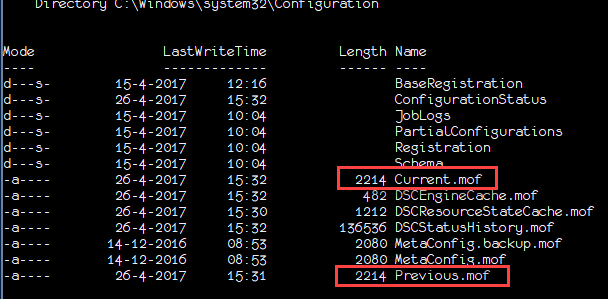 Directory C:\Windows\system32\Configuration
Mode LastWriteTime Length Name
---- ------------- ------ ----
d---s- 15-4-2017 12:16 BaseRegistration
d---s- 26-4-2017 15:32 ConfigurationStatus
d---s- 15-4-2017 10:04 JobLogs
d---s- 15-4-2017 10:04 PartialConfigurations
d---s- 15-4-2017 10:04 Registration
d---s- 15-4-2017 10:04 Schema
-a---- 26-4-2017 15:32 2214 Current.mof
-a---- 26-4-2017 15:32 482 DSCEngineCache.mof
-a---- 26-4-2017 15:30 1212 DSCResourceStateCache.mof
-a---- 26-4-2017 15:32 136536 DSCStatusHistory.mof
-a---- 14-12-2016 08:53 2080 MetaConfig.backup.mof
-a---- 14-12-2016 08:53 2080 MetaConfig.mof
-a---- 26-4-2017 15:31 2214 Previous.mof